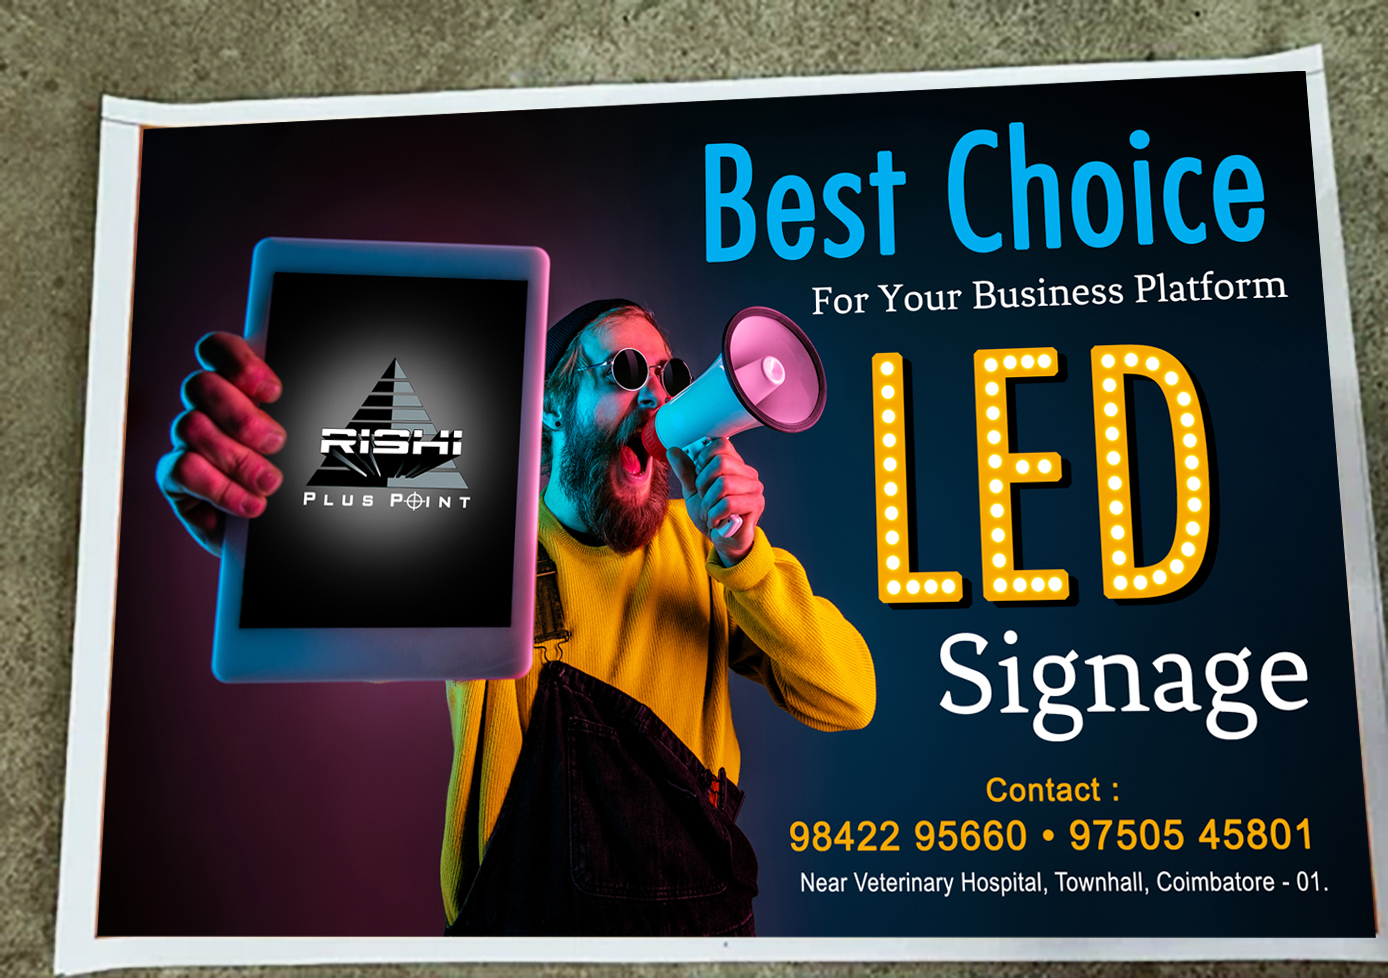 Best Choice
For Your Business Platform
LED
Signage
RISHI
PLUS POINT
Contact :
98422 95660 • 97505 45801
Near Veterinary Hospital, Townhall, Coimbatore - 01.